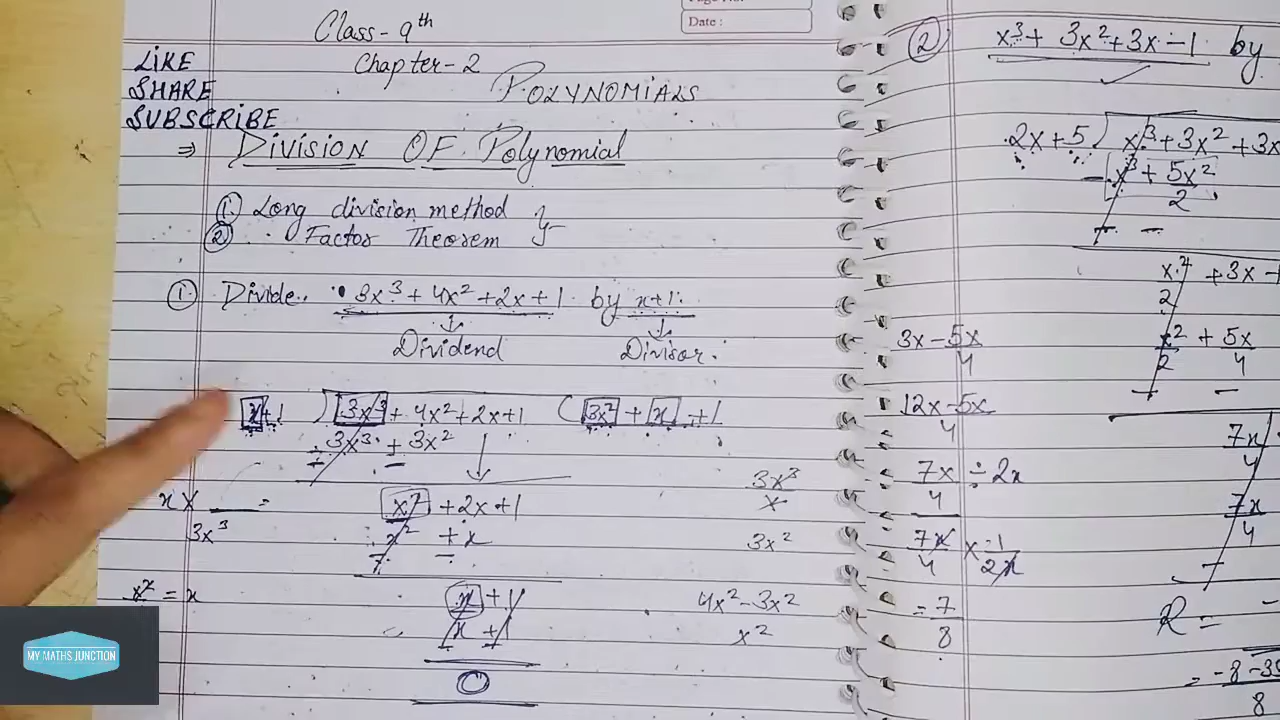 Class-9th
Chapter-2
LIKE
SHARE
SUBSCRIBE
POLYNOMIALS
⇒ Division OF Polynomial
① Long division method }
② Factor Theorem
① Divide 3x³ + 4x² + 2x + 1 by x+1
Dividend Divisor
x+1 ) 3x³ + 4x² + 2x + 1 ( 3x² + x + 1
3x³ + 3x²
x² + 2x + 1
x² + x
x + 1
x + 1
0
x × __ =
3x³
x² = x
3x³
x
3x²
4x² - 3x²
x²
Date :
② x³ + 3x² + 3x - 1 by
2x + 5 ) x³ + 3x² + 3x
x³ + 5x²
2
+ 3x - 1
2
x² + 5x
2 4
7x
4
7x
4
R =
-8-35
8
3x - 5x
4
12x - 5x
4
7x ÷ 2x
4
7x × 1
4 2x
= 7
8
MY MATHS JUNCTION